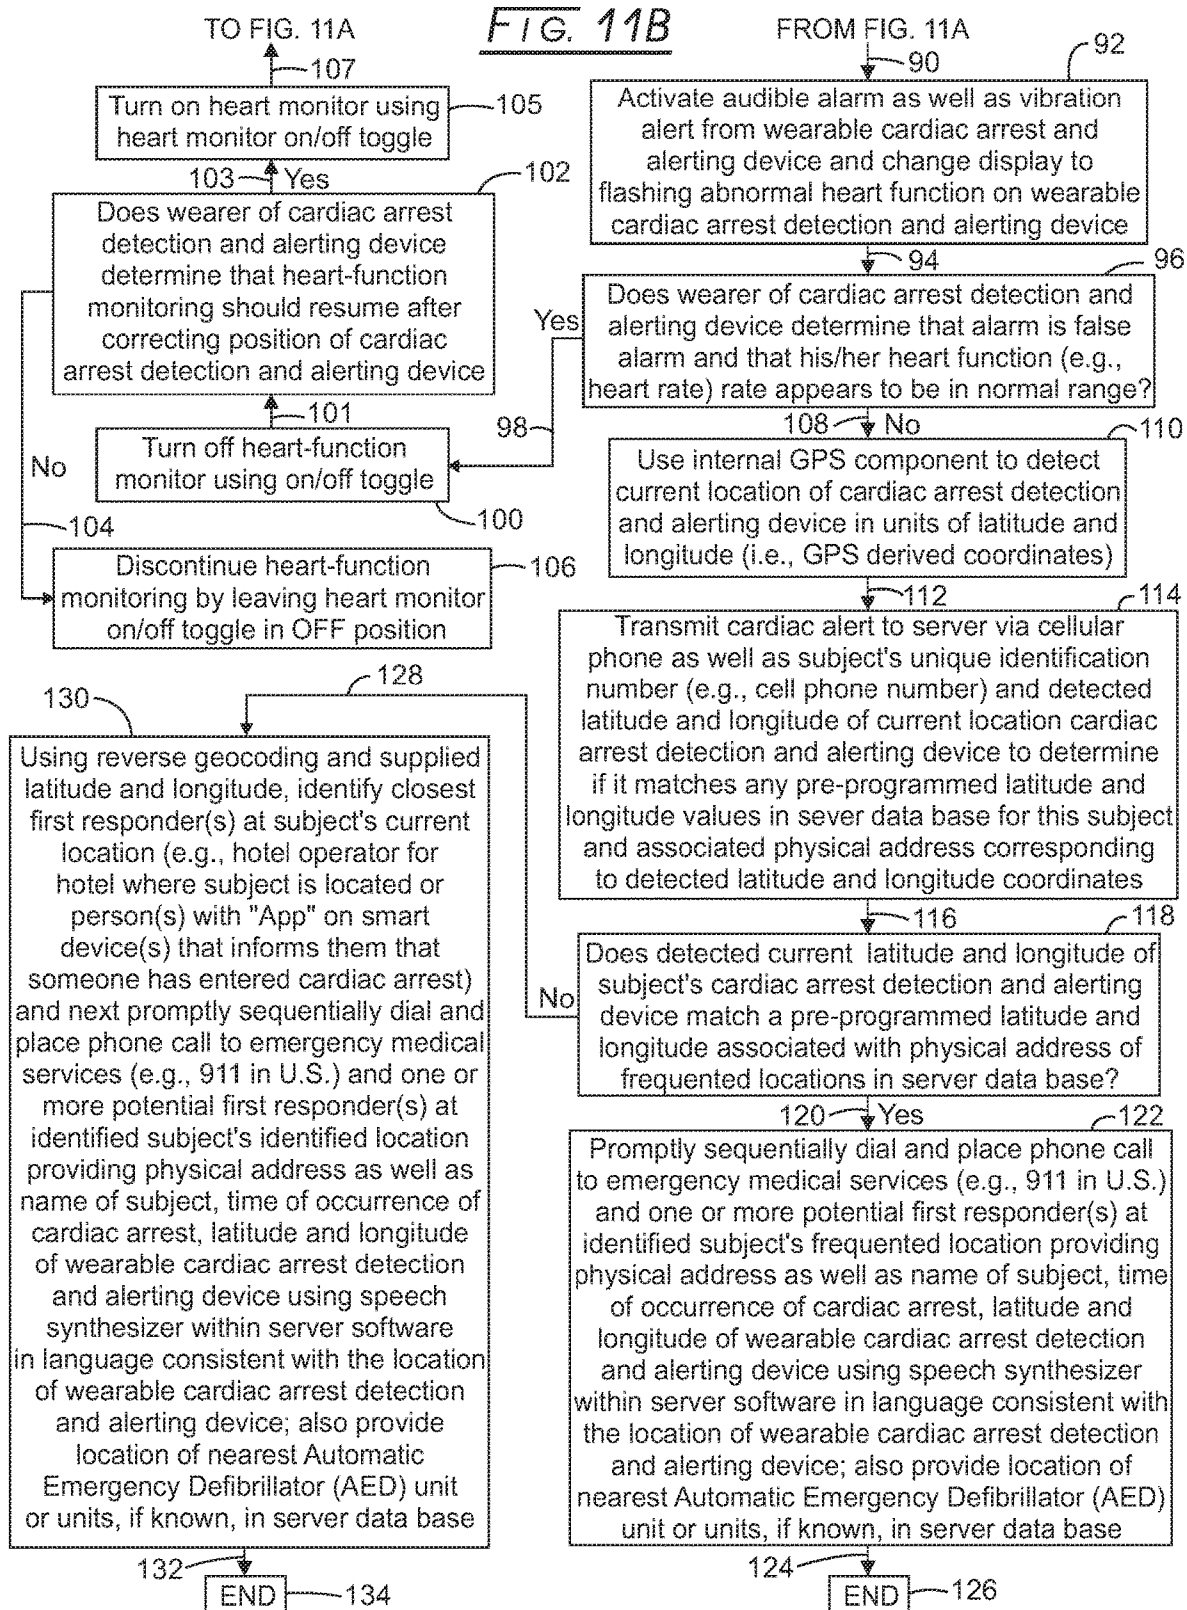 FIG. 11B
TO FIG. 11A
107
Turn on heart monitor using
heart monitor on/off toggle
105
103
Yes
102
Does wearer of cardiac arrest
detection and alerting device
determine that heart-function
monitoring should resume after
correcting position of cardiac
arrest detection and alerting device
101
No
Turn off heart-function
monitor using on/off toggle
100
104
Discontinue heart-function
monitoring by leaving heart monitor
on/off toggle in OFF position
106
FROM FIG. 11A
90
92
Activate audible alarm as well as vibration
alert from wearable cardiac arrest and
alerting device and change display to
flashing abnormal heart function on wearable
cardiac arrest detection and alerting device
94
96
Does wearer of cardiac arrest detection and
alerting device determine that alarm is false
alarm and that his/her heart function (e.g.,
heart rate) rate appears to be in normal range?
Yes
98
108
No
110
Use internal GPS component to detect
current location of cardiac arrest detection
and alerting device in units of latitude and
longitude (i.e., GPS derived coordinates)
112
114
Transmit cardiac alert to server via cellular
phone as well as subject's unique identification
number (e.g., cell phone number) and detected
latitude and longitude of current location cardiac
arrest detection and alerting device to determine
if it matches any pre-programmed latitude and
longitude values in sever data base for this subject
and associated physical address corresponding
to detected latitude and longitude coordinates
116
118
Does detected current latitude and longitude of
subject's cardiac arrest detection and alerting
device match a pre-programmed latitude and
longitude associated with physical address of
frequented locations in server data base?
No
128
120
Yes
122
Promptly sequentially dial and place phone call
to emergency medical services (e.g., 911 in U.S.)
and one or more potential first responder(s) at
identified subject's frequented location providing
physical address as well as name of subject, time
of occurrence of cardiac arrest, latitude and
longitude of wearable cardiac arrest detection
and alerting device using speech synthesizer
within server software in language consistent with
the location of wearable cardiac arrest detection
and alerting device; also provide location of
nearest Automatic Emergency Defibrillator (AED)
unit or units, if known, in server data base
124
END
126
130
Using reverse geocoding and supplied
latitude and longitude, identify closest
first responder(s) at subject's current
location (e.g., hotel operator for
hotel where subject is located or
person(s) with "App" on smart
device(s) that informs them that
someone has entered cardiac arrest)
and next promptly sequentially dial and
place phone call to emergency medical
services (e.g., 911 in U.S.) and one or
more potential first responder(s) at
identified subject's identified location
providing physical address as well as
name of subject, time of occurrence of
cardiac arrest, latitude and longitude
of wearable cardiac arrest detection
and alerting device using speech
synthesizer within server software
in language consistent with the location
of wearable cardiac arrest detection
and alerting device; also provide
location of nearest Automatic
Emergency Defibrillator (AED) unit
or units, if known, in server data base
132
END
134